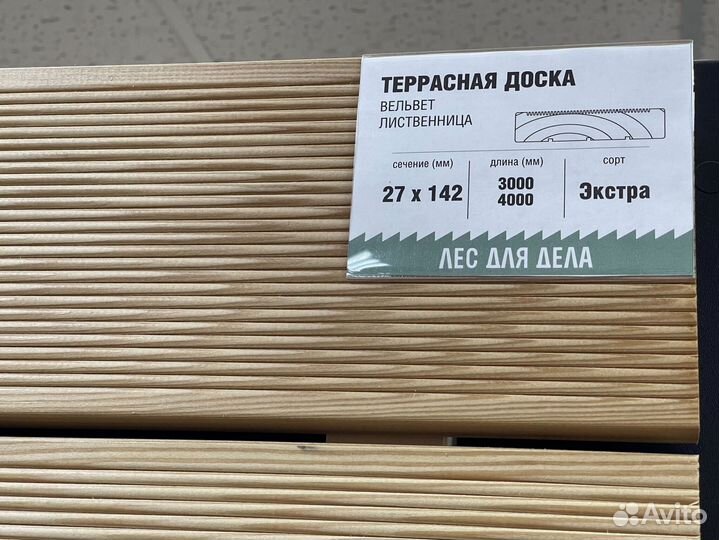 ТЕРРАСНАЯ ДОСКА
ВЕЛЬВЕТ
ЛИСТВЕННИЦА
сечение (мм)
27 х 142
длина (мм)
3000
4000
сорт
Экстра
ЛЕС ДЛЯ ДЕЛА
Avito